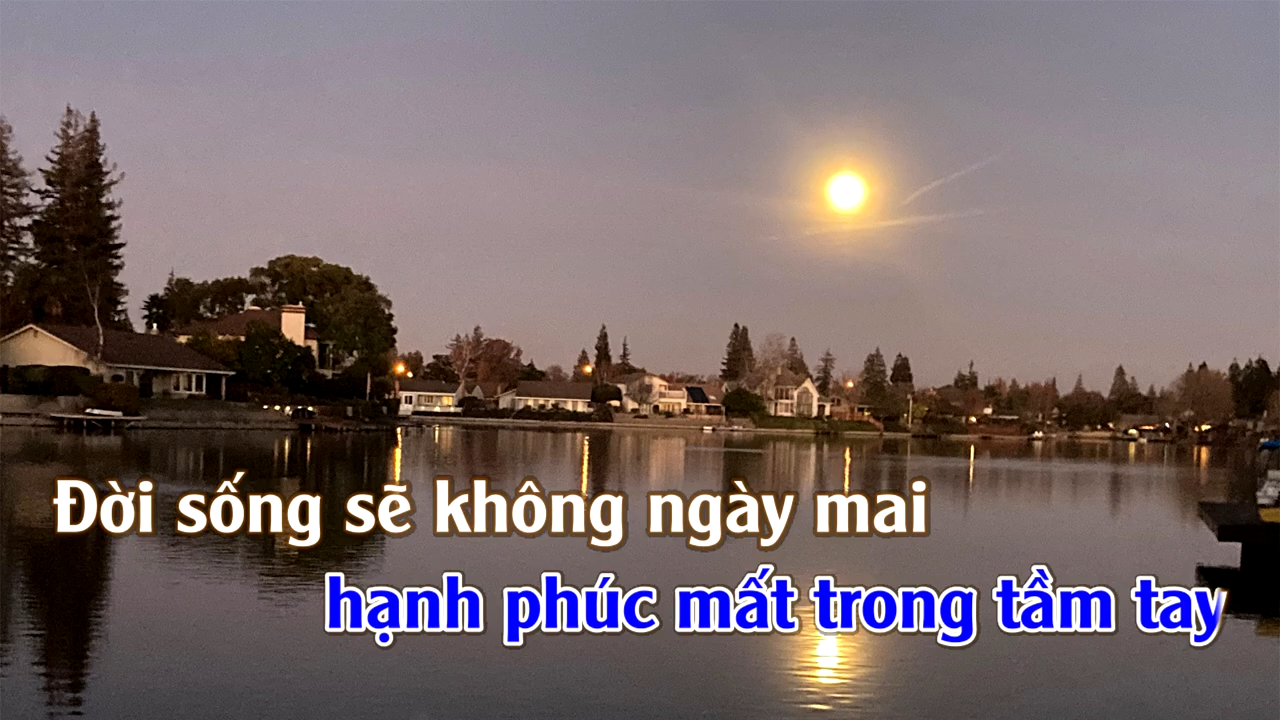 Đời sống sẽ không ngày mai
hạnh phúc mất trong tầm tay